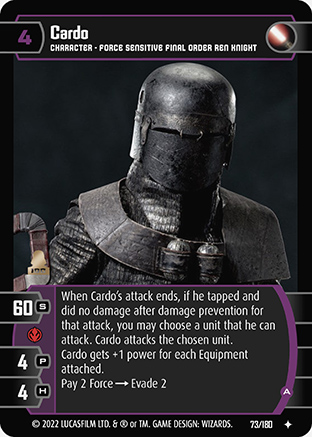 4
Cardo
CHARACTER - FORCE SENSITIVE FINAL ORDER REN KNIGHT
60 S
When Cardo's attack ends, if he tapped and
did no damage after damage prevention for
that attack, you may choose a unit that he can
attack. Cardo attacks the chosen unit.
4 P
Cardo gets +1 power for each Equipment
attached.
4 H
Pay 2 Force → Evade 2
A
© 2022 LUCASFILM LTD. & ® OR TM. GAME DESIGN: WIZARDS. 73/180